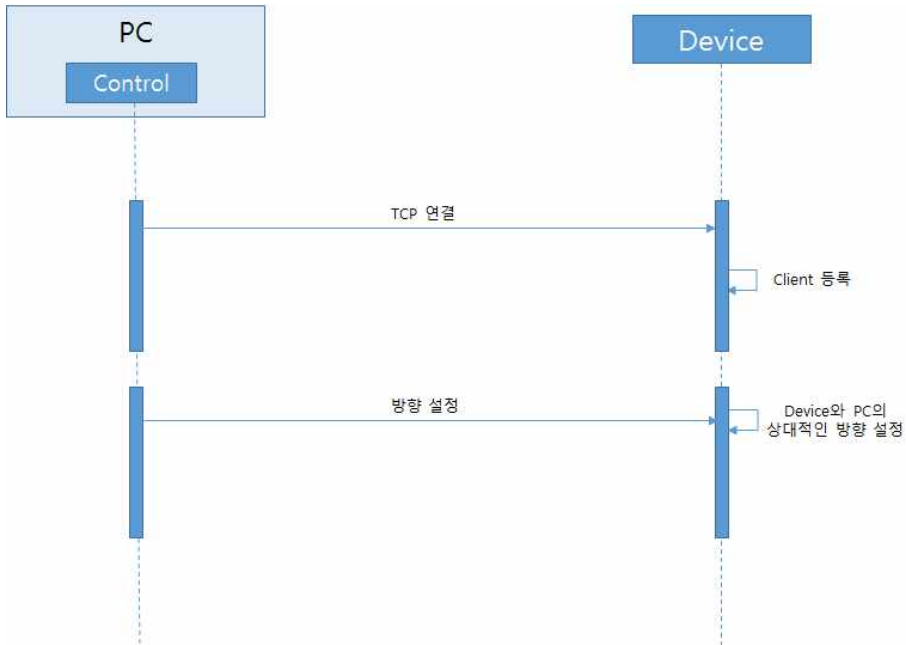 PC
Control
Device
TCP 연결
Client 등록
방향 설정
Device와 PC의
상대적인 방향 설정